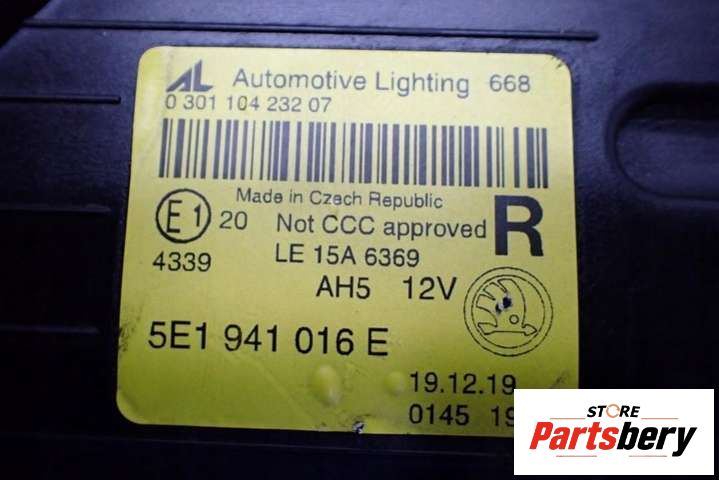 AL Automotive Lighting 668
0 301 104 232 07
Made in Czech Republic
E1 20 Not CCC approved R
4339 LE 15A 6369
AH5 12V
5E1 941 016 E
19.12.19
0145 19
STORE
Partsbery